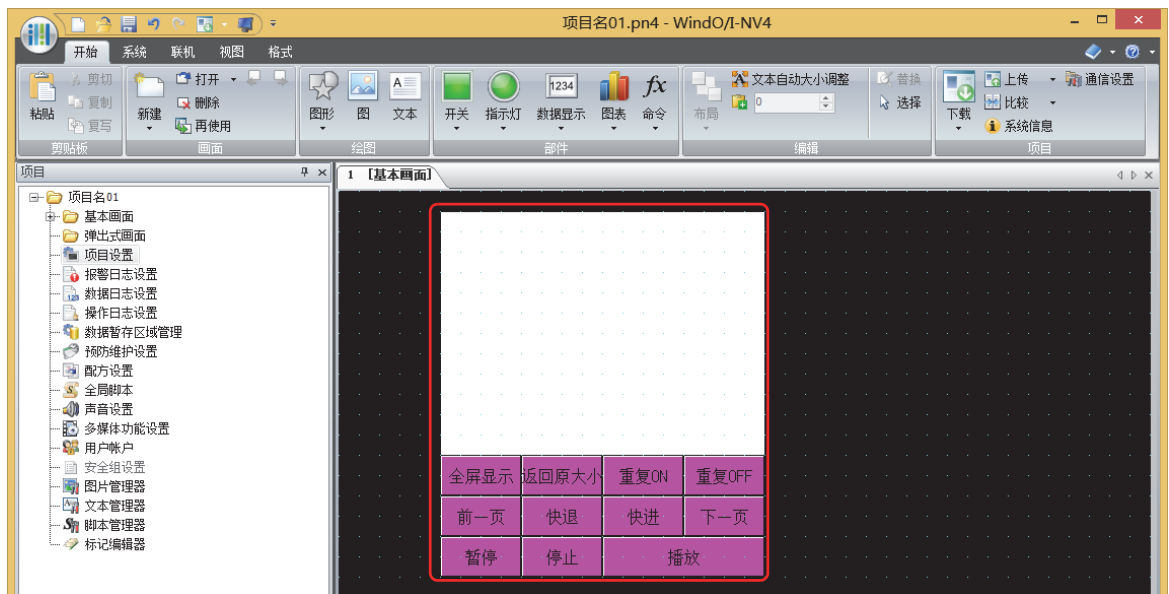 项目名01.pn4 - WindO/I-NV4
开始 系统 联机 视图 格式
粘贴 剪切 复制 复写 剪贴板
新建 打开 删除 再使用 画面
图形 图 文本 绘图
开关 指示灯 1234 数据显示 图表 fx 命令 部件
布局 文本自动大小调整 0 替换 选择 编辑
下载 上传 比较 系统信息 通信设置 项目
项目
1 [基本画面]
项目名01
基本画面
弹出式画面
项目设置
报警日志设置
数据日志设置
操作日志设置
数据暂存区域管理
预防维护设置
配方设置
全局脚本
声音设置
多媒体功能设置
用户帐户
安全组设置
图片管理器
文本管理器
脚本管理器
标记编辑器
全屏显示 返回原大小 重复ON 重复OFF
前一页 快退 快进 下一页
暂停 停止 播放